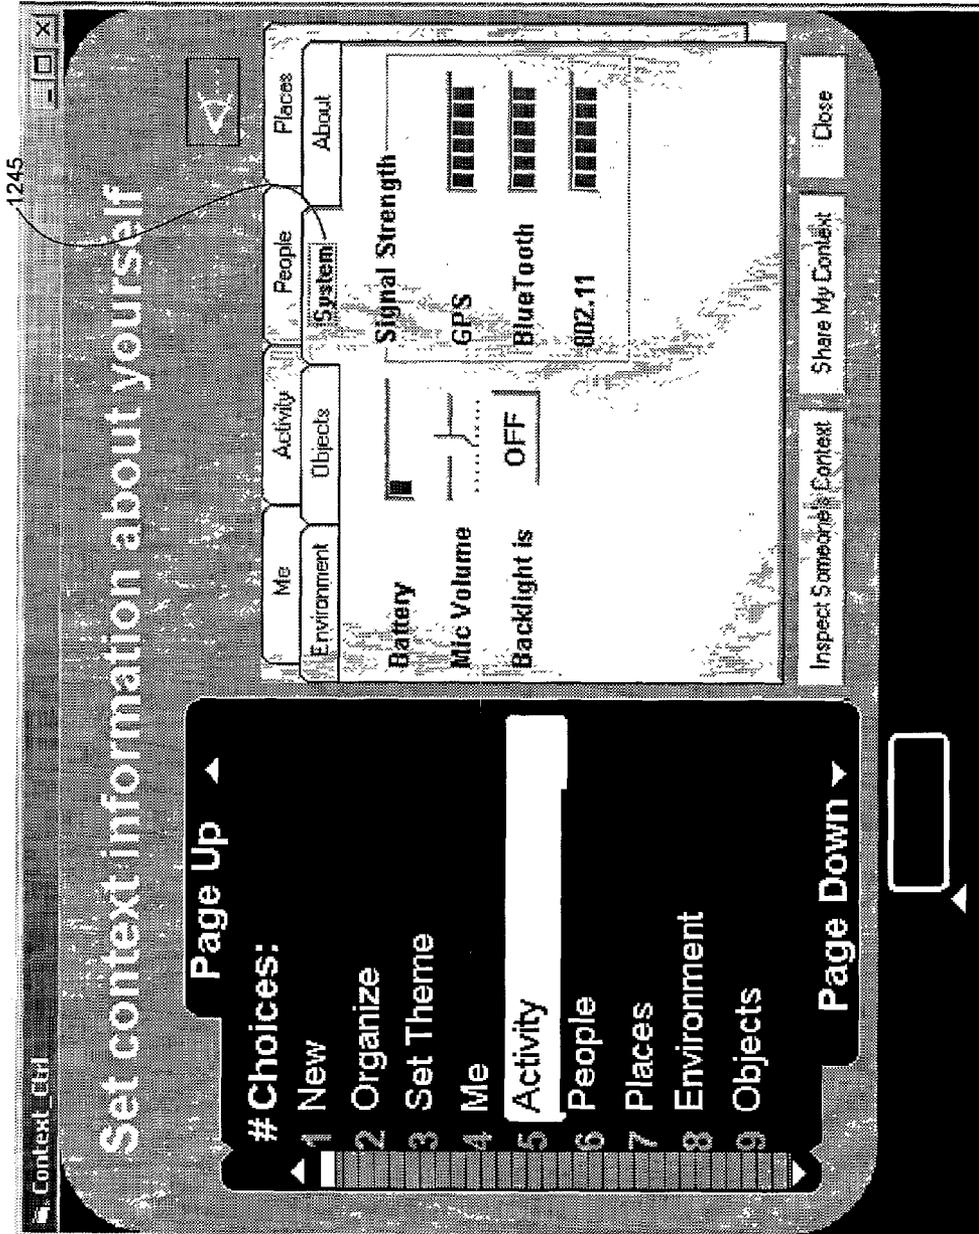 1245
Context_Util
Set context information about yourself
Page Up
# Choices:
1 New
2 Organize
3 Set Theme
4 Me
5 Activity
6 People
7 Places
8 Environment
9 Objects
Page Down
Me Activity People Places
Environment Objects System About
Battery
Mic Volume
Backlight is OFF
Signal Strength
GPS
BlueTooth
802.11
Inspect Someone's Context Share My Context Close